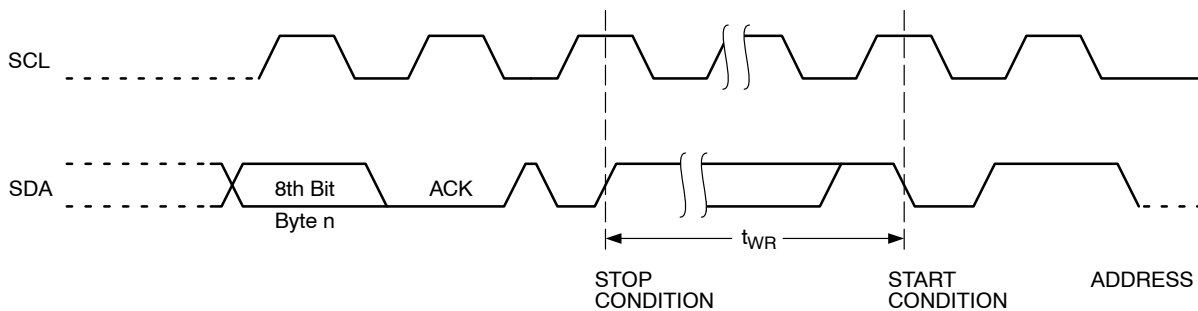 SCL
SDA
8th Bit
Byte n
ACK
tWR
STOP
CONDITION
START
CONDITION
ADDRESS